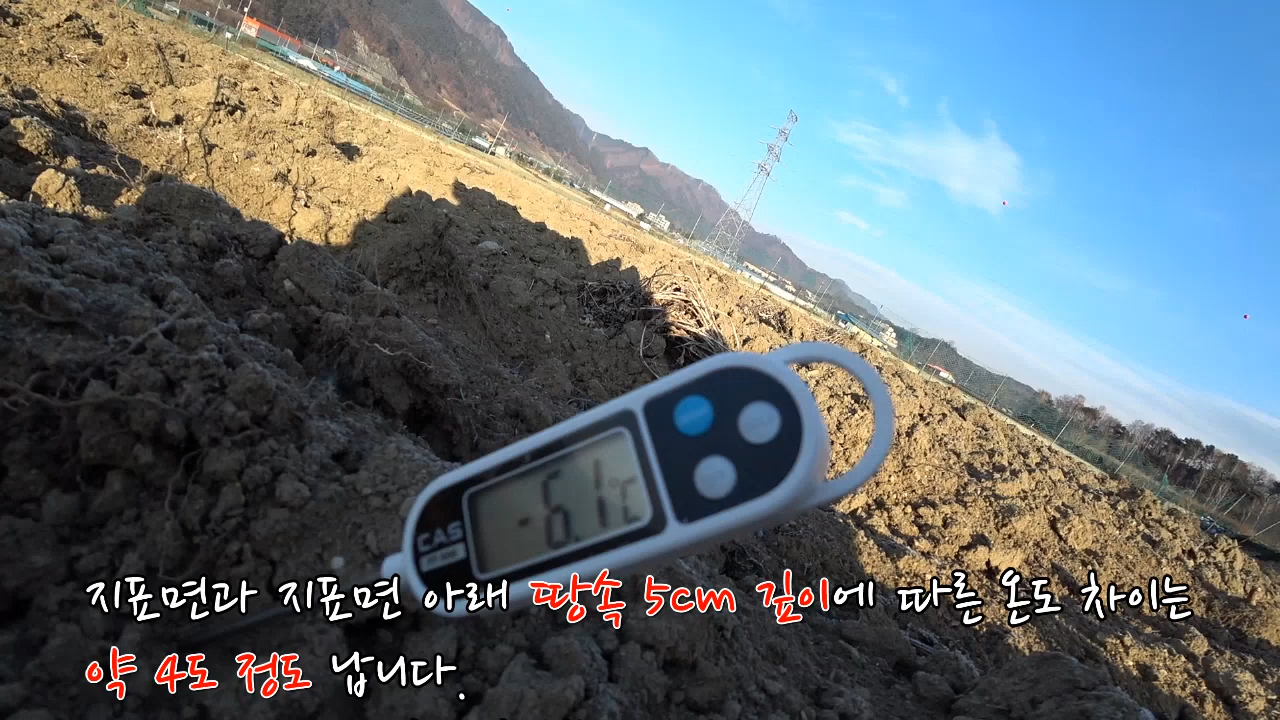 -6.1°C
CAS
지표면과 지표면 아래 땅속 5cm 깊이에 따른 온도 차이는
약 4도 정도 납니다.